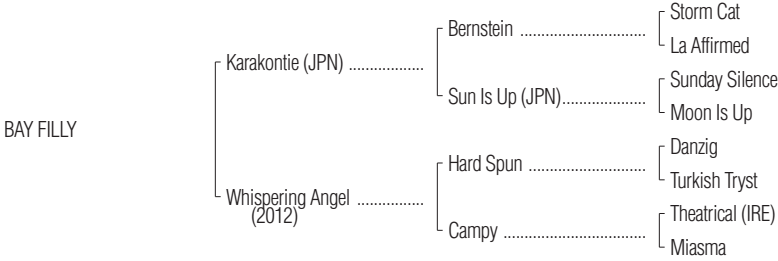 Storm Cat
Bernstein ..............................
La Affirmed
Karakontie (JPN) ..................
Sunday Silence
Sun Is Up (JPN)....................
Moon Is Up
BAY FILLY
Danzig
Hard Spun ............................
Turkish Tryst
Whispering Angel ................
(2012)
Theatrical (IRE)
Campy ..................................
Miasma